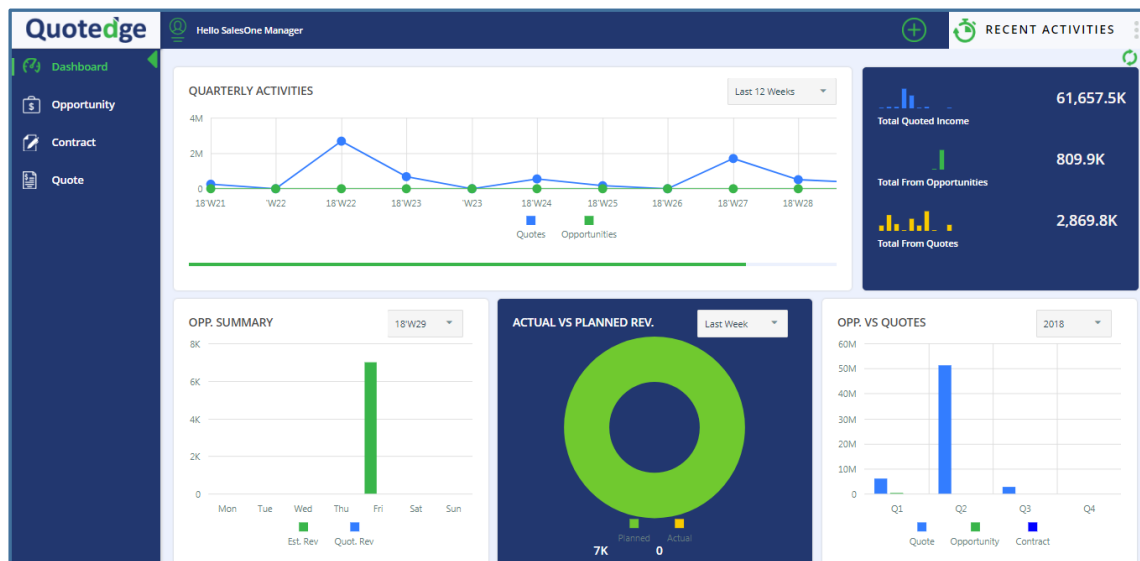 Quotedge
Hello SalesOne Manager
RECENT ACTIVITIES
Dashboard
Opportunity
Contract
Quote
QUARTERLY ACTIVITIES
Last 12 Weeks
4M
2M
0
18'W21 'W22 18'W22 18'W23 'W23 18'W24 18'W25 18'W26 18'W27 18'W28
Quotes Opportunities
61,657.5K
Total Quoted Income
809.9K
Total From Opportunities
2,869.8K
Total From Quotes
OPP. SUMMARY
18'W29
8K
6K
4K
2K
0
Mon Tue Wed Thu Fri Sat Sun
Est. Rev Quot. Rev
ACTUAL VS PLANNED REV.
Last Week
Planned Actual
7K 0
OPP. VS QUOTES
2018
60M
50M
40M
30M
20M
10M
0
Q1 Q2 Q3 Q4
Quote Opportunity Contract